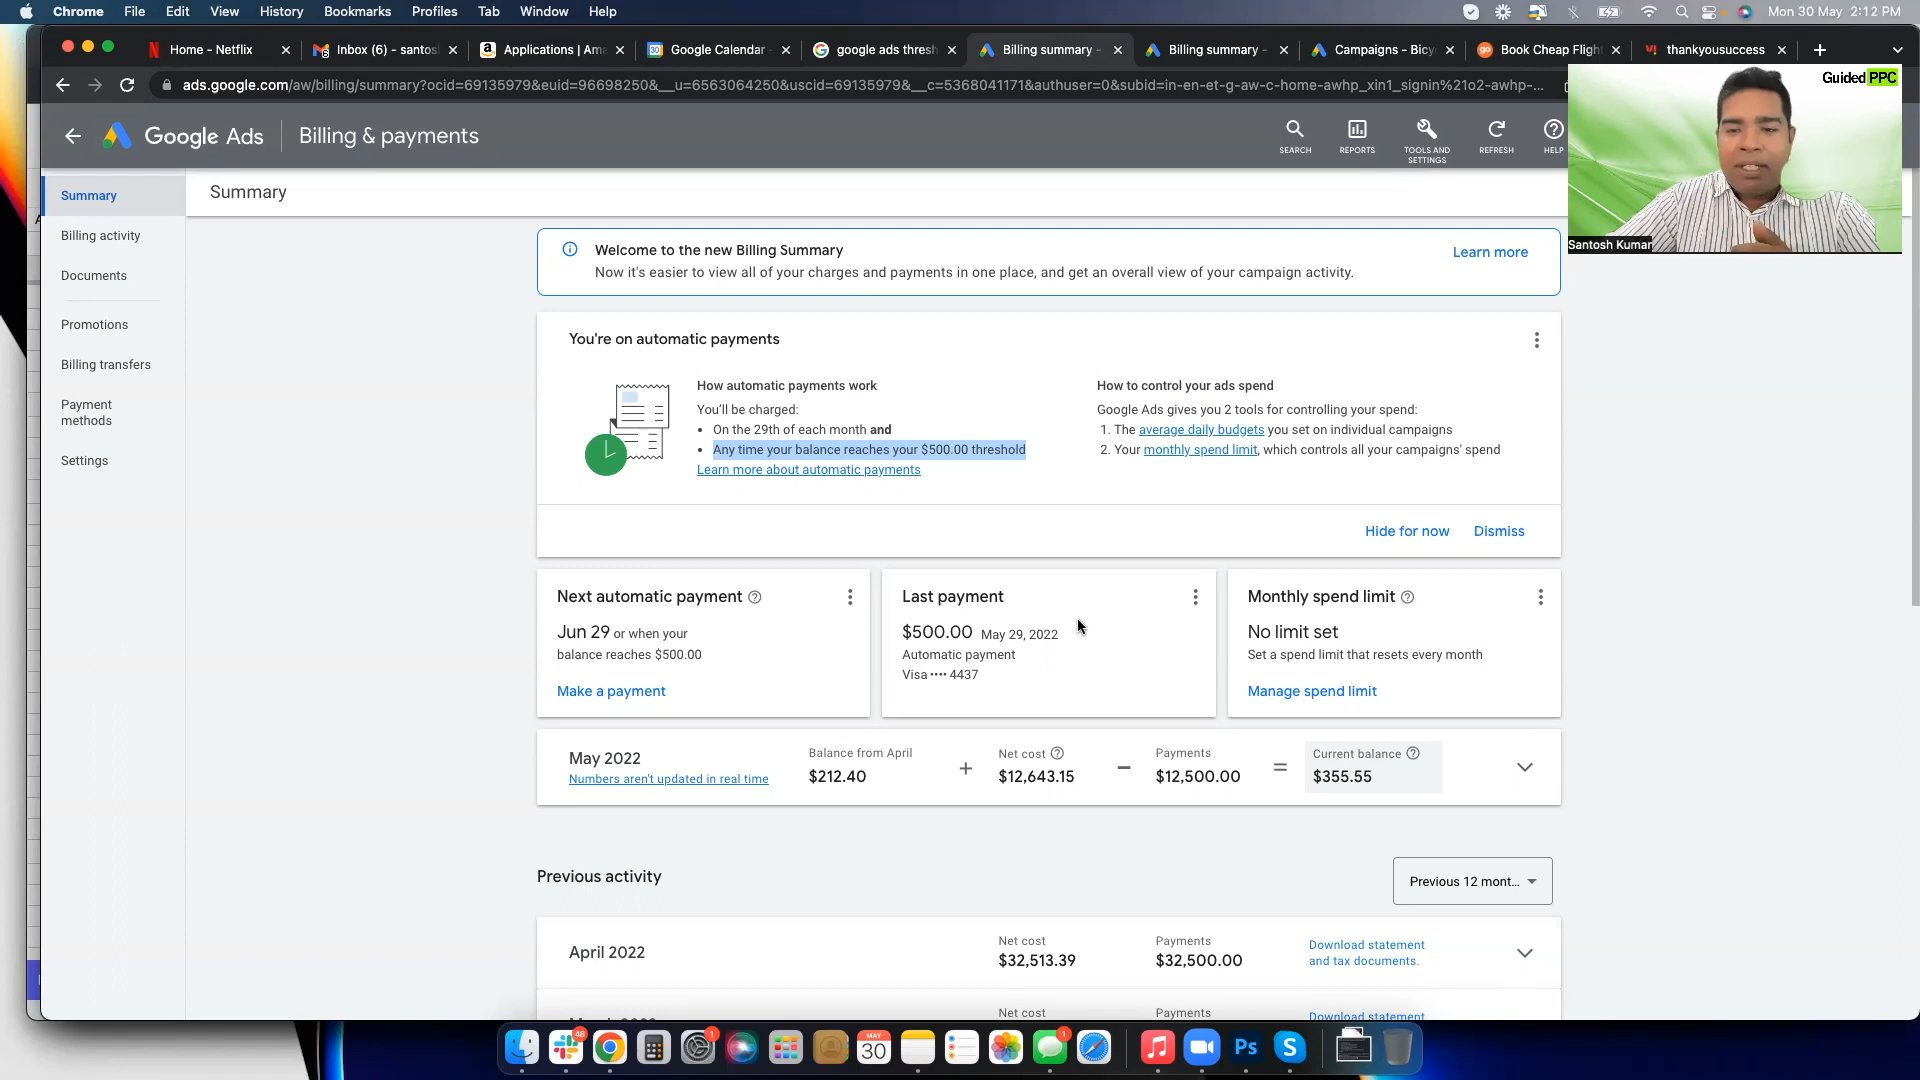 Chrome File Edit View History Bookmarks Profiles Tab Window Help
Mon 30 May 2:12 PM
Home - Netflix
Inbox (6) - santos
Applications | Ama
Google Calendar -
google ads thresh
Billing summary -
Billing summary -
Campaigns - Bicy
Book Cheap Fligh
thankyousuccess
ads.google.com/aw/billing/summary?ocid=69135979&euid=96698250&__u=6563064250&uscid=69135979&__c=5368041171&authuser=0&subid=in-en-et-g-aw-c-home-awhp_xin1_signin%21o2-awhp-...
Guided PPC
Google Ads
Billing & payments
SEARCH
REPORTS
TOOLS AND
SETTINGS
REFRESH
HELP
Santosh Kumar
Summary
Billing activity
Documents
Promotions
Billing transfers
Payment
methods
Settings
Summary
Welcome to the new Billing Summary
Now it's easier to view all of your charges and payments in one place, and get an overall view of your campaign activity.
Learn more
You're on automatic payments
How automatic payments work
You'll be charged:
• On the 29th of each month and
• Any time your balance reaches your $500.00 threshold
Learn more about automatic payments
How to control your ads spend
Google Ads gives you 2 tools for controlling your spend:
1. The average daily budgets you set on individual campaigns
2. Your monthly spend limit, which controls all your campaigns' spend
Hide for now
Dismiss
Next automatic payment
Jun 29 or when your
balance reaches $500.00
Make a payment
Last payment
$500.00 May 29, 2022
Automatic payment
Visa •••• 4437
Monthly spend limit
No limit set
Set a spend limit that resets every month
Manage spend limit
May 2022
Numbers aren't updated in real time
Balance from April
$212.40
+
Net cost
$12,643.15
−
Payments
$12,500.00
=
Current balance
$355.55
Previous activity
Previous 12 mont...
April 2022
Net cost
$32,513.39
Payments
$32,500.00
Download statement
and tax documents.
Net cost
Payments
Download statement
48
1
MAY
30
1
Ps